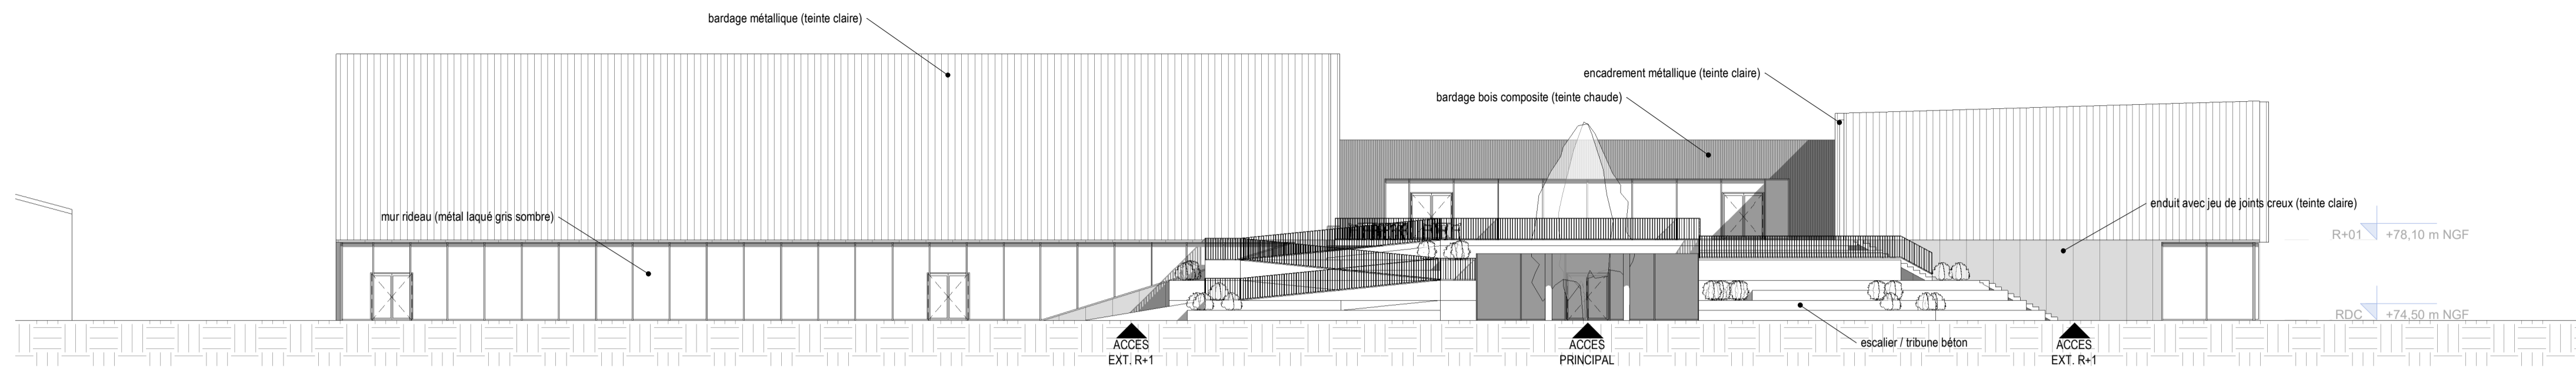 bardage métallique (teinte claire)
encadrement métallique (teinte claire)
bardage bois composite (teinte chaude)
mur rideau (métal laqué gris sombre)
enduit avec jeu de joints creux (teinte claire)
R+01 +78,10 m NGF
RDC +74,50 m NGF
escalier / tribune béton
ACCES
EXT. R+1
ACCES
PRINCIPAL
ACCES
EXT. R+1